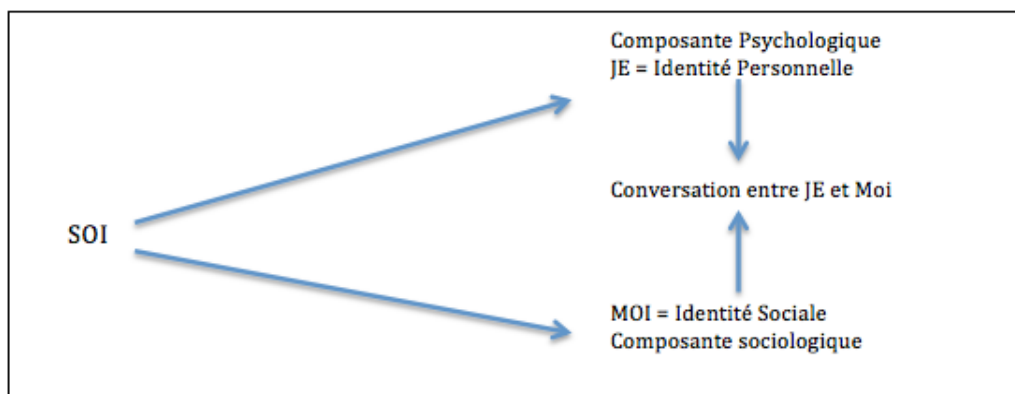 Composante Psychologique
JE = Identité Personnelle
Conversation entre JE et Moi
SOI
MOI = Identité Sociale
Composante sociologique